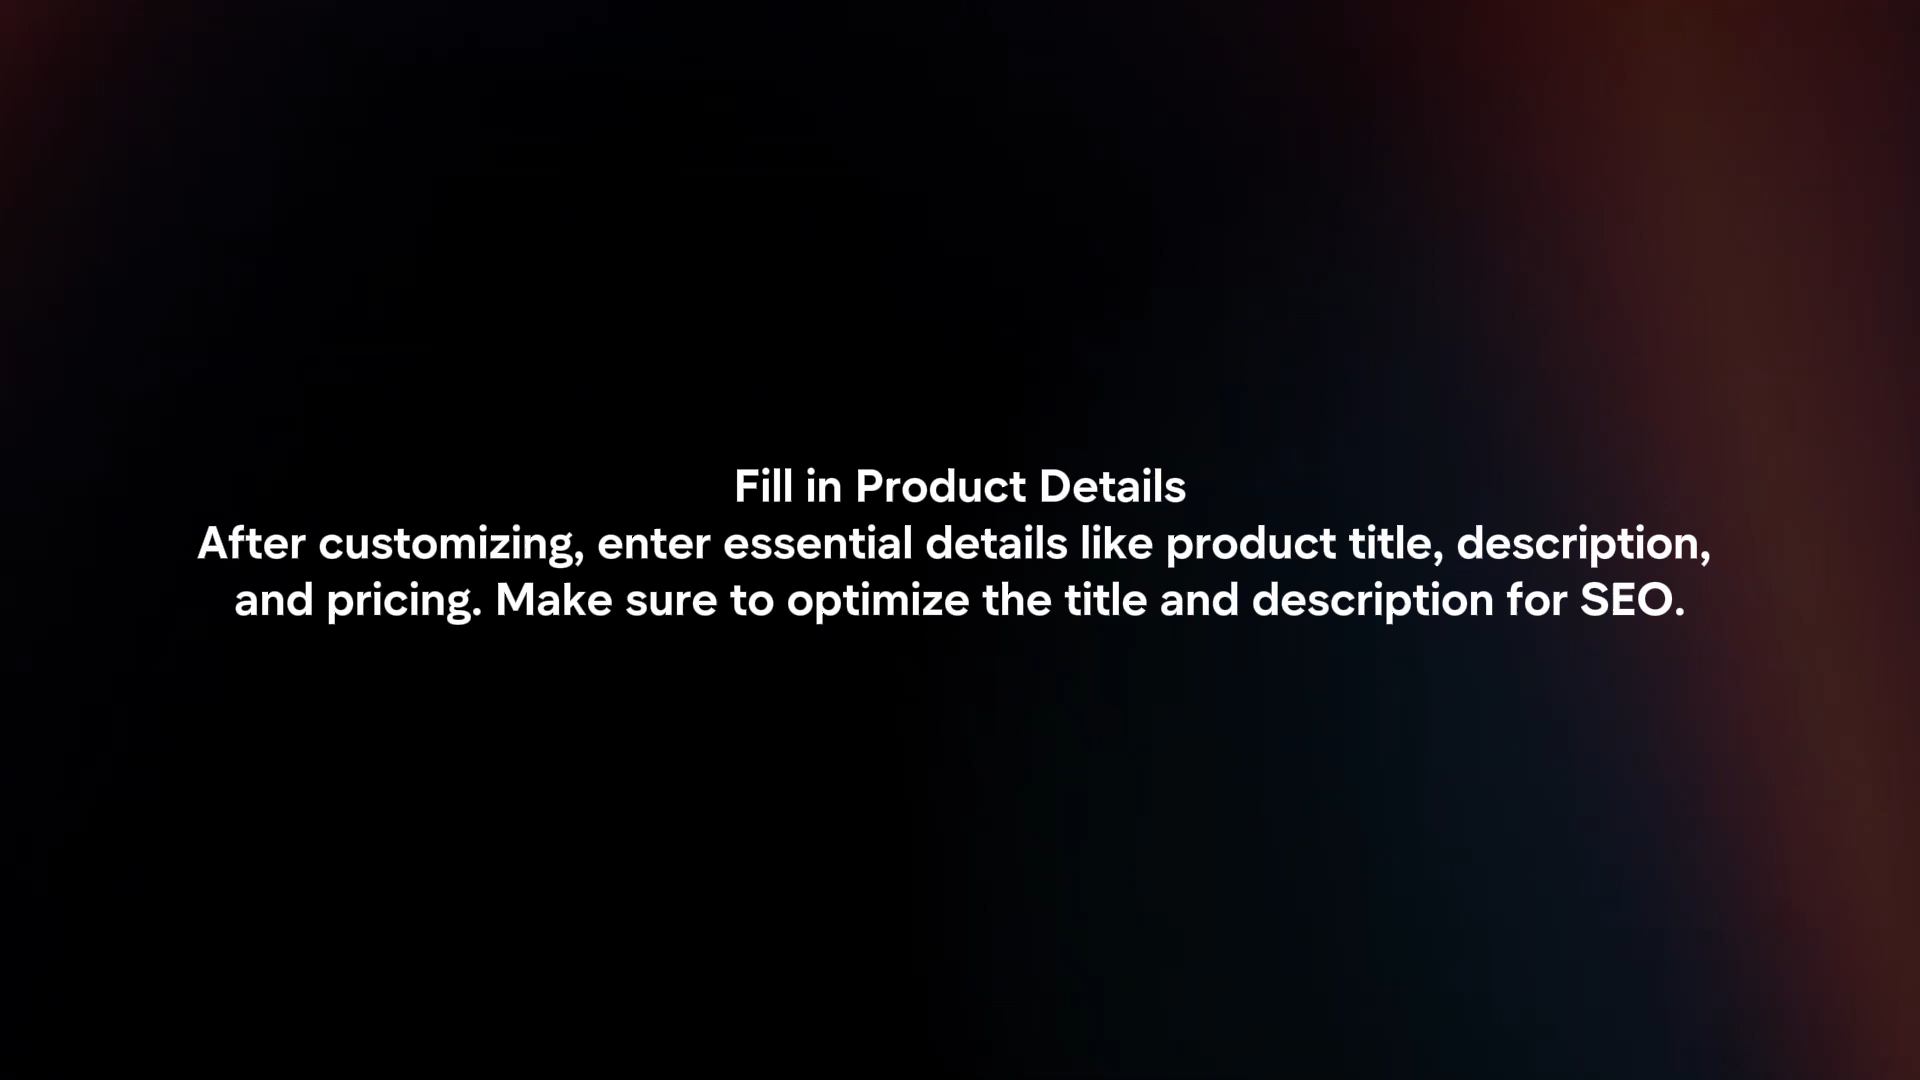 Fill in Product Details
After customizing, enter essential details like product title, description,
and pricing. Make sure to optimize the title and description for SEO.